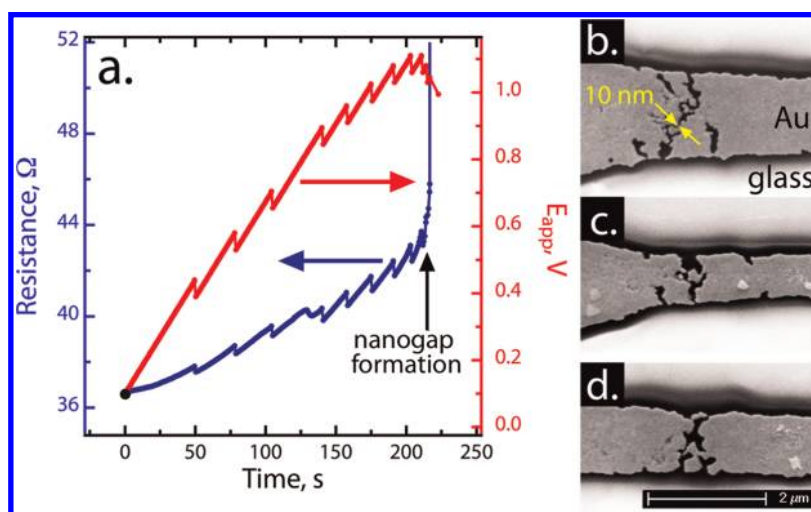 a.
52
48
44
40
36
Resistance, Ω
0
50
100
150
200
250
Time, s
1.0
0.8
0.6
0.4
0.2
0.0
E_app, V
nanogap
formation
b.
10 nm
Au
glass
c.
d.
2 μm